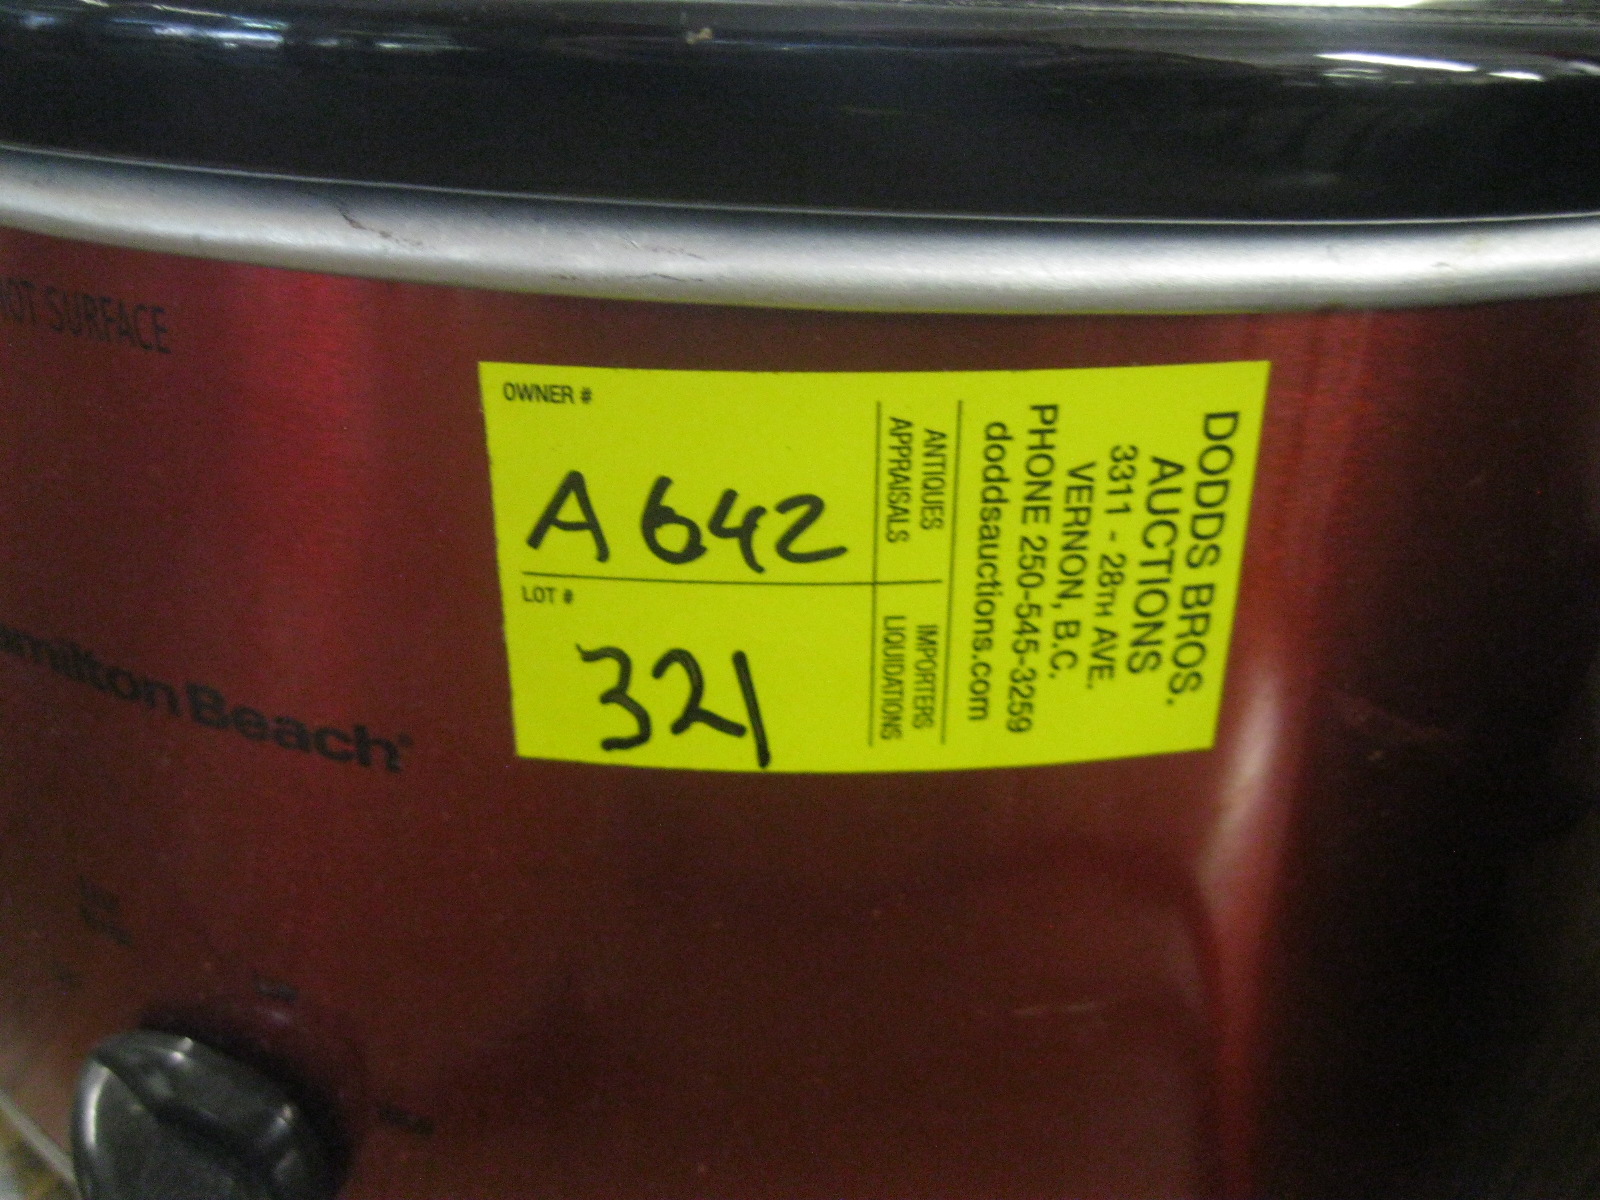 HOT SURFACE
OWNER #
A 642
LOT #
321
ANTIQUES
APPRAISALS
IMPORTERS
LIQUIDATIONS
DODDS BROS.
AUCTIONS
3311 - 28TH AVE.
VERNON, B.C.
PHONE 250-545-3259
doddsauctions.com
Hamilton Beach®